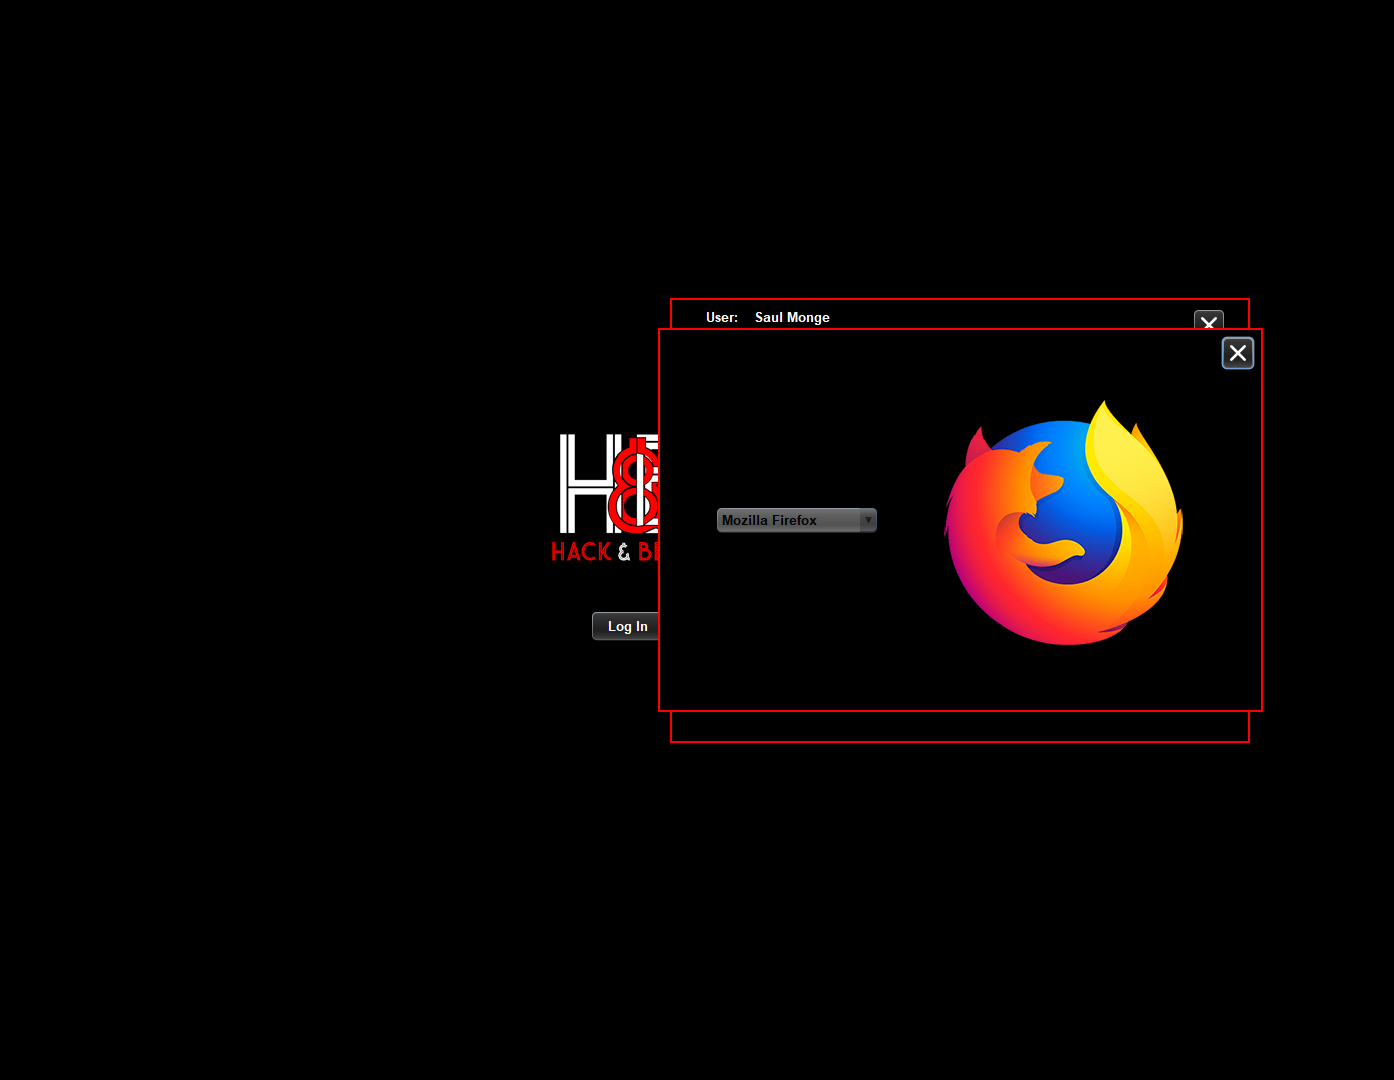 User: Saul Monge
HACK &
Mozilla Firefox
Log In